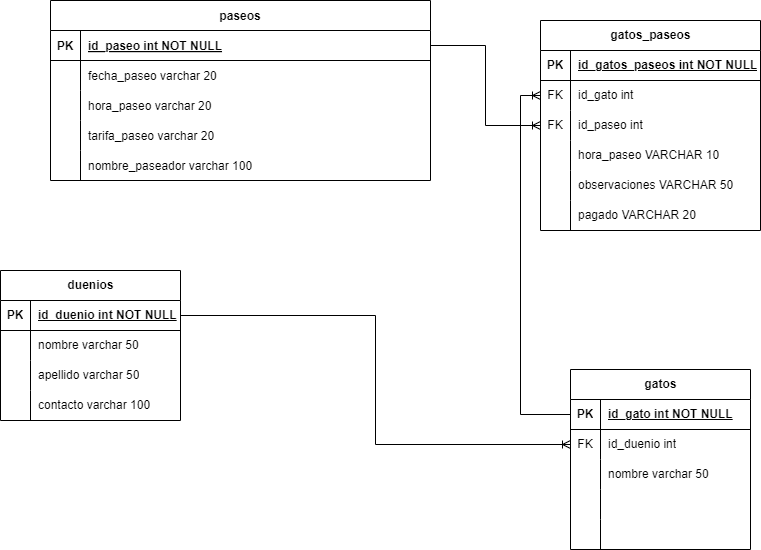 paseos
PK id_paseo int NOT NULL
fecha_paseo varchar 20
hora_paseo varchar 20
tarifa_paseo varchar 20
nombre_paseador varchar 100
gatos_paseos
PK id_gatos_paseos int NOT NULL
FK id_gato int
FK id_paseo int
hora_paseo VARCHAR 10
observaciones VARCHAR 50
pagado VARCHAR 20
duenios
PK id_duenio int NOT NULL
nombre varchar 50
apellido varchar 50
contacto varchar 100
gatos
PK id_gato int NOT NULL
FK id_duenio int
nombre varchar 50